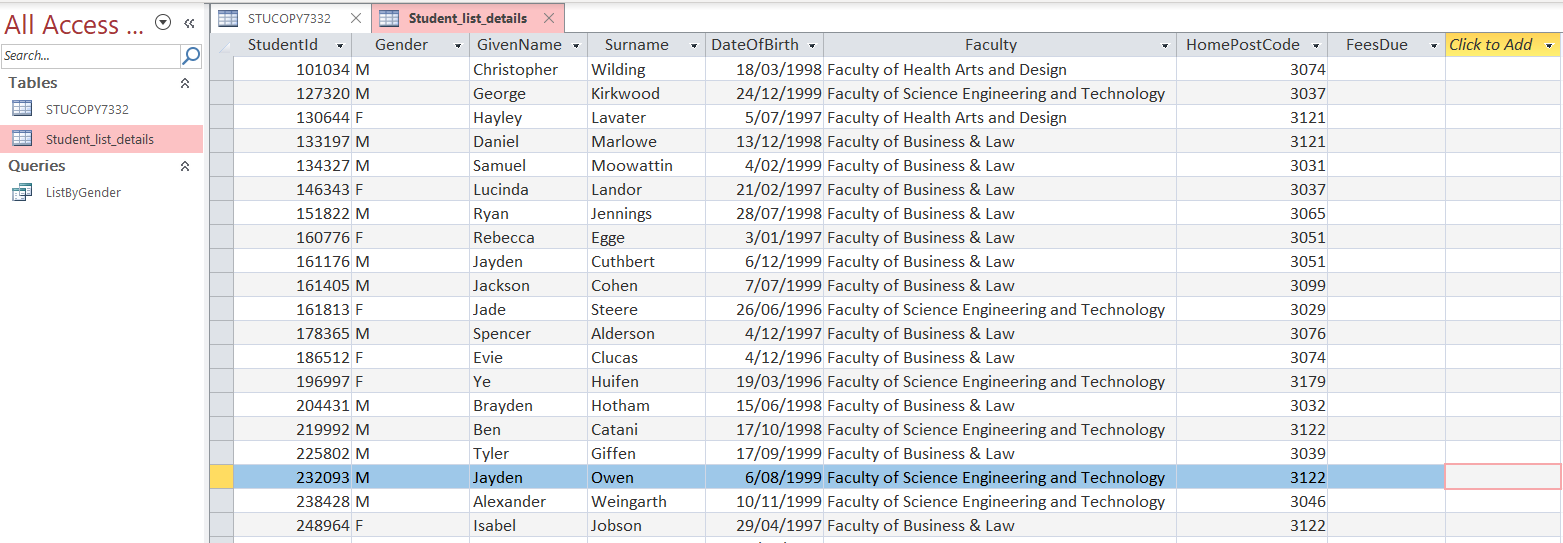 All Access ...
Search...
Tables
STUCOPY7332
Student_list_details
Queries
ListByGender
STUCOPY7332 Student_list_details
StudentId Gender GivenName Surname DateOfBirth Faculty HomePostCode FeesDue Click to Add
101034 M Christopher Wilding 18/03/1998 Faculty of Health Arts and Design 3074
127320 M George Kirkwood 24/12/1999 Faculty of Science Engineering and Technology 3037
130644 F Hayley Lavater 5/07/1997 Faculty of Health Arts and Design 3121
133197 M Daniel Marlowe 13/12/1998 Faculty of Business & Law 3121
134327 M Samuel Moowattin 4/02/1999 Faculty of Business & Law 3031
146343 F Lucinda Landor 21/02/1997 Faculty of Business & Law 3037
151822 M Ryan Jennings 28/07/1998 Faculty of Business & Law 3065
160776 F Rebecca Egge 3/01/1997 Faculty of Business & Law 3051
161176 M Jayden Cuthbert 6/12/1999 Faculty of Business & Law 3051
161405 M Jackson Cohen 7/07/1999 Faculty of Business & Law 3099
161813 F Jade Steere 26/06/1996 Faculty of Science Engineering and Technology 3029
178365 M Spencer Alderson 4/12/1997 Faculty of Business & Law 3076
186512 F Evie Clucas 4/12/1996 Faculty of Business & Law 3074
196997 F Ye Huifen 19/03/1996 Faculty of Science Engineering and Technology 3179
204431 M Brayden Hotham 15/06/1998 Faculty of Business & Law 3032
219992 M Ben Catani 17/10/1998 Faculty of Science Engineering and Technology 3122
225802 M Tyler Giffen 17/09/1999 Faculty of Business & Law 3039
232093 M Jayden Owen 6/08/1999 Faculty of Science Engineering and Technology 3122
238428 M Alexander Weingarth 10/11/1999 Faculty of Science Engineering and Technology 3046
248964 F Isabel Jobson 29/04/1997 Faculty of Business & Law 3122